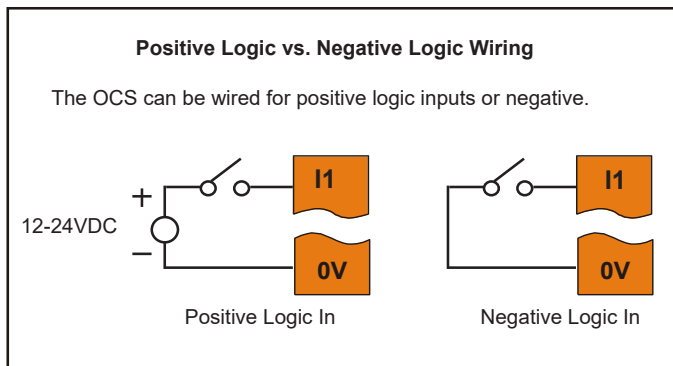 Positive Logic vs. Negative Logic Wiring
The OCS can be wired for positive logic inputs or negative.
I1
I1
+
12-24VDC
−
0V
0V
Positive Logic In
Negative Logic In